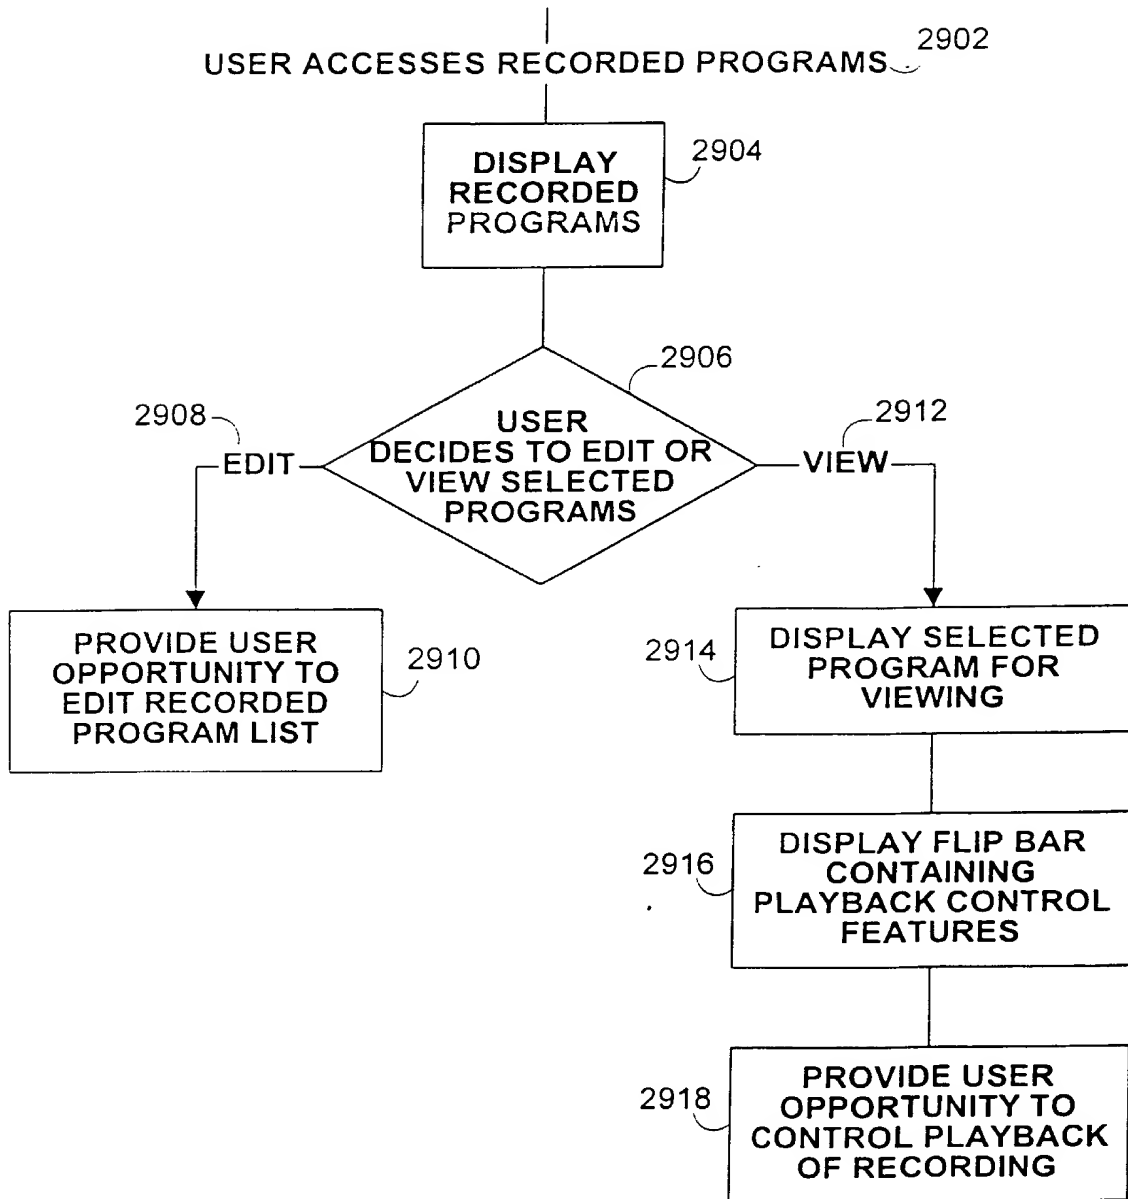 2902
USER ACCESSES RECORDED PROGRAMS
DISPLAY
RECORDED
PROGRAMS
2904
2906
USER
DECIDES TO EDIT OR
VIEW SELECTED
PROGRAMS
2908
EDIT
2912
VIEW
PROVIDE USER
OPPORTUNITY TO
EDIT RECORDED
PROGRAM LIST
2910
2914
DISPLAY SELECTED
PROGRAM FOR
VIEWING
2916
DISPLAY FLIP BAR
CONTAINING
PLAYBACK CONTROL
FEATURES
2918
PROVIDE USER
OPPORTUNITY TO
CONTROL PLAYBACK
OF RECORDING